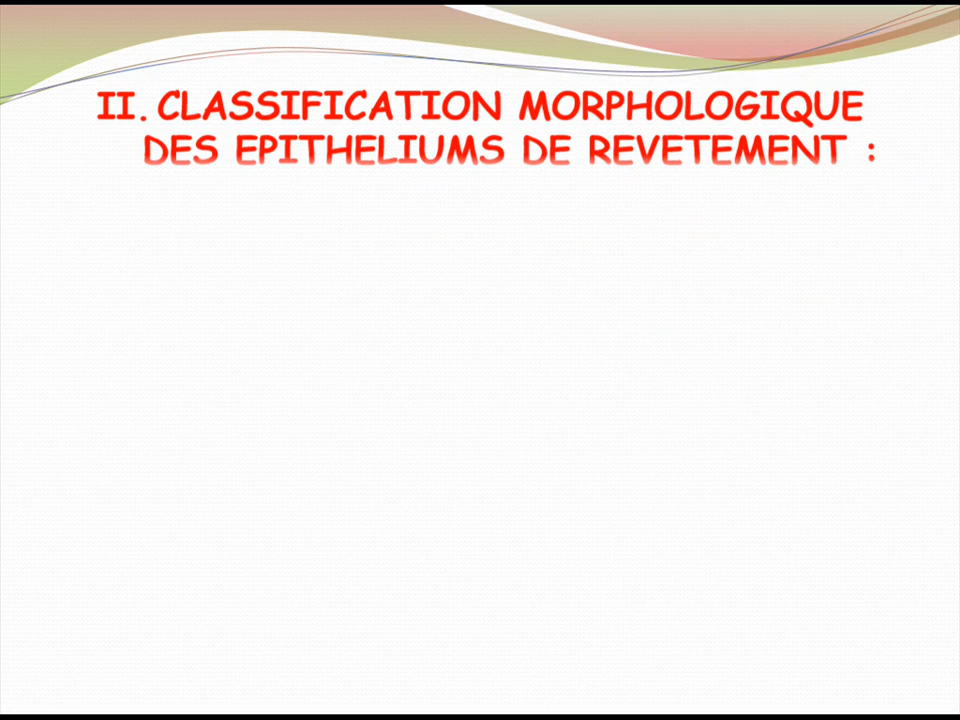 II. CLASSIFICATION MORPHOLOGIQUE
DES EPITHELIUMS DE REVETEMENT :